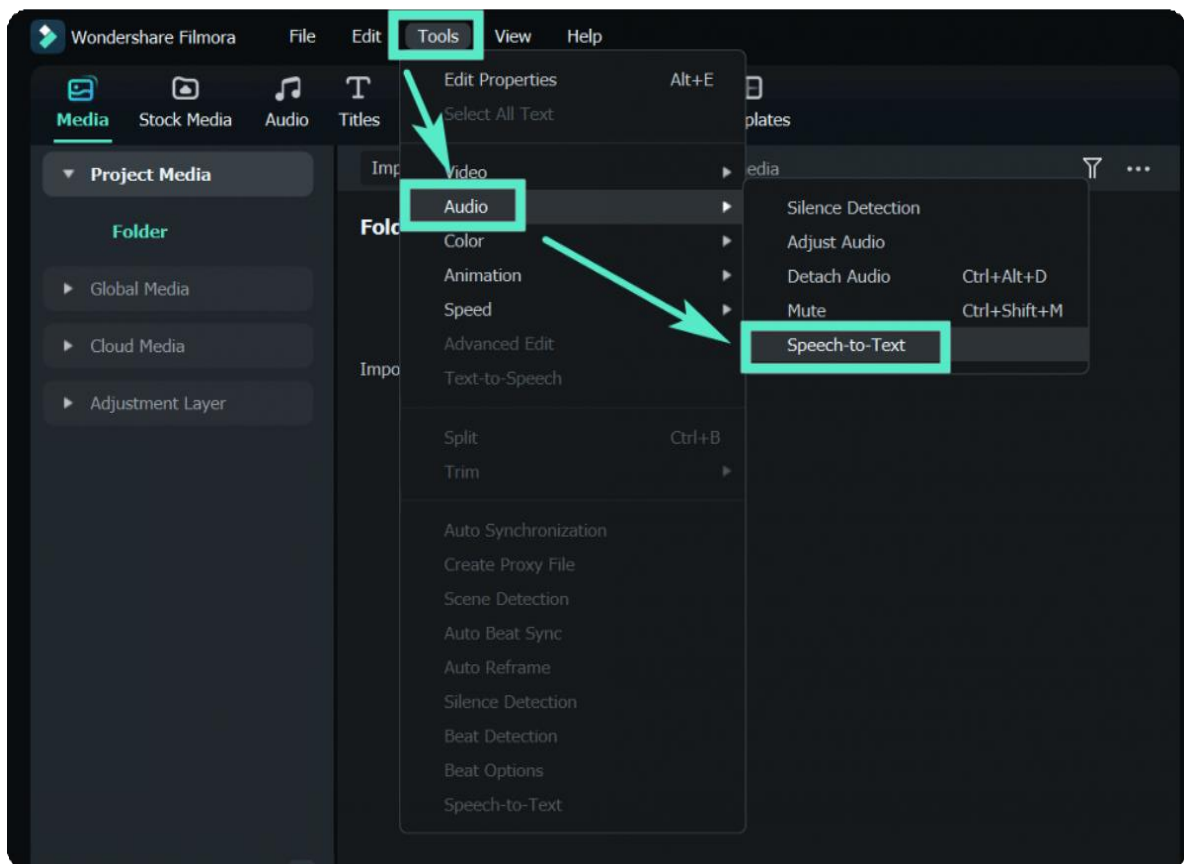 Wondershare Filmora File Edit Tools View Help
Media Stock Media Audio Titles plates
Edit Properties Alt+E
Select All Text
Project Media
Folder
Global Media
Cloud Media
Adjustment Layer
Imp edia
Fold
Impo
Video
Audio
Color
Animation
Speed
Advanced Edit
Text-to-Speech
Split Ctrl+B
Trim
Auto Synchronization
Create Proxy File
Scene Detection
Auto Beat Sync
Auto Reframe
Silence Detection
Beat Detection
Beat Options
Speech-to-Text
Silence Detection
Adjust Audio
Detach Audio Ctrl+Alt+D
Mute Ctrl+Shift+M
Speech-to-Text